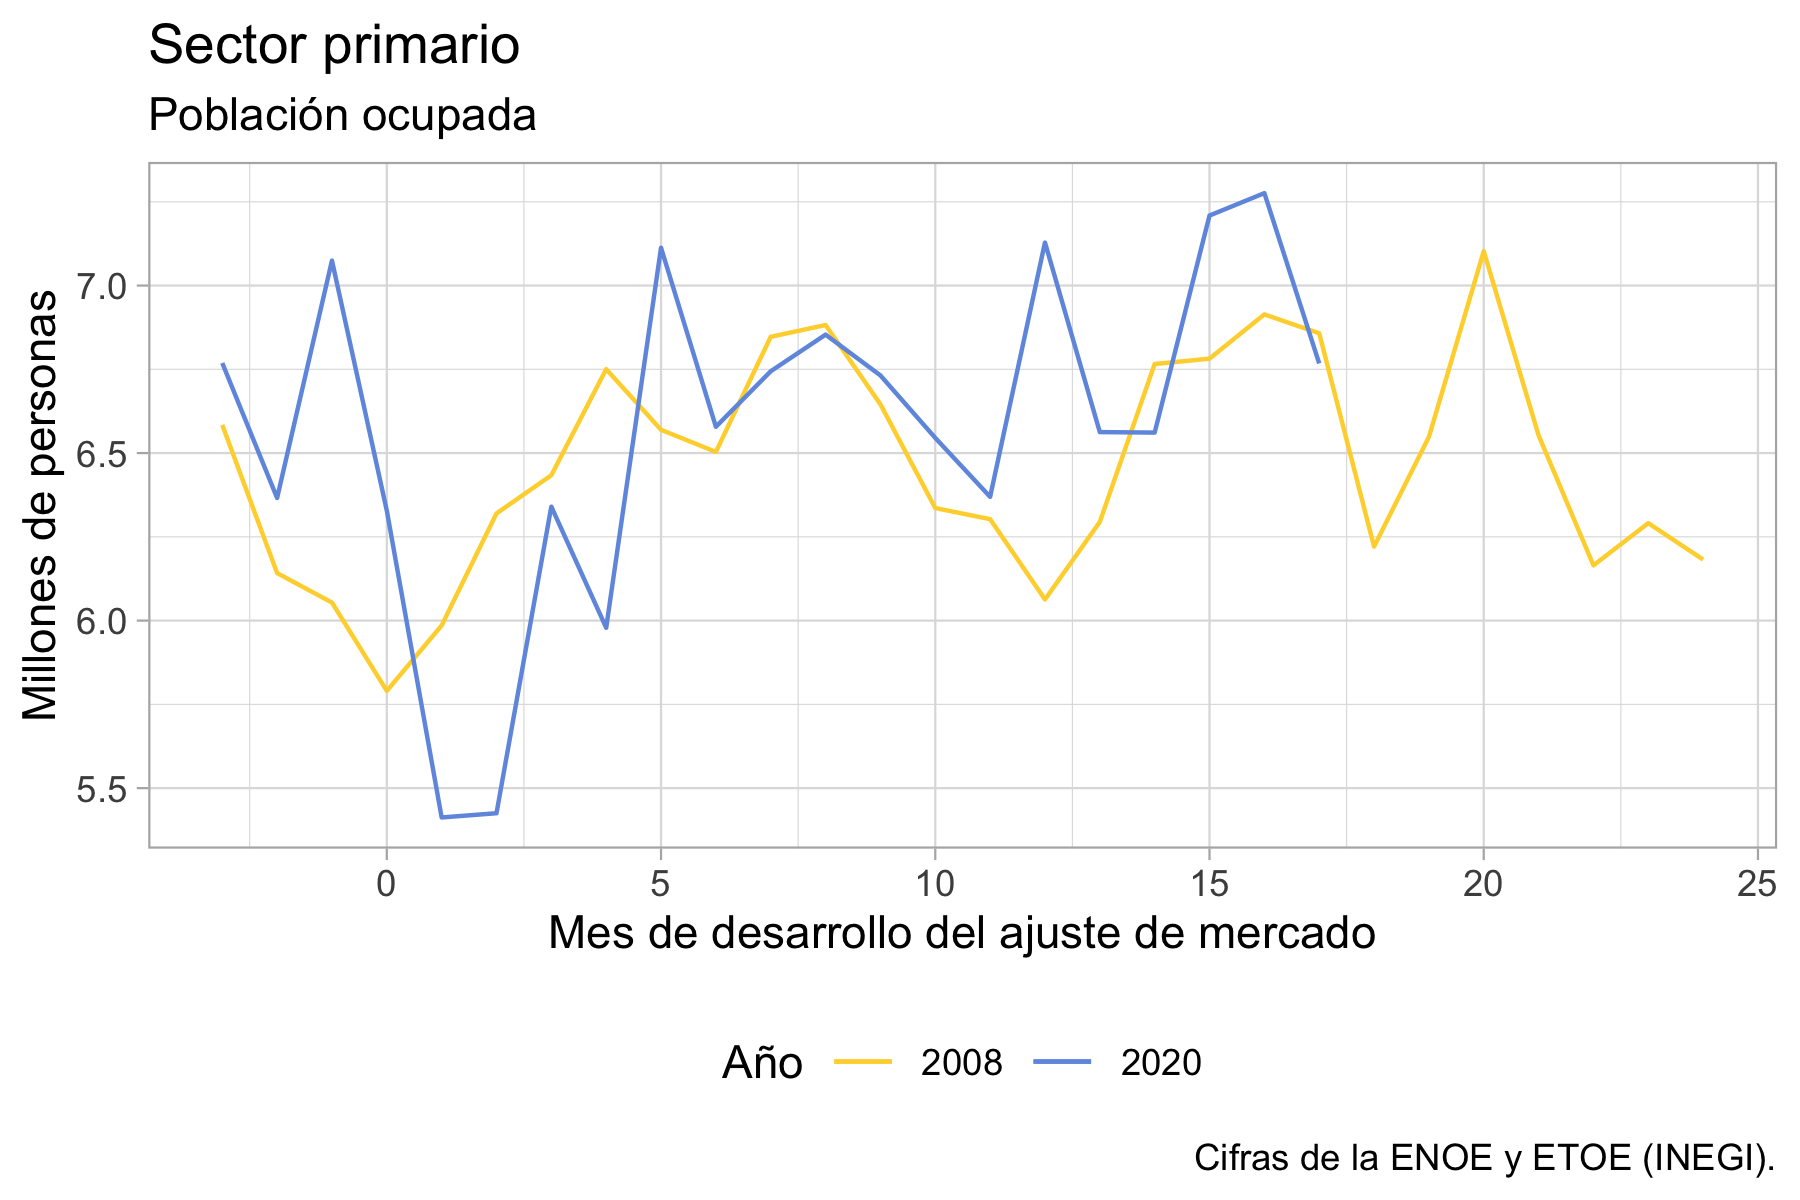 Sector primario
Población ocupada
Millones de personas
7.0
6.5
6.0
5.5
0 5 10 15 20 25
Mes de desarrollo del ajuste de mercado
Año 2008 2020
Cifras de la ENOE y ETOE (INEGI).